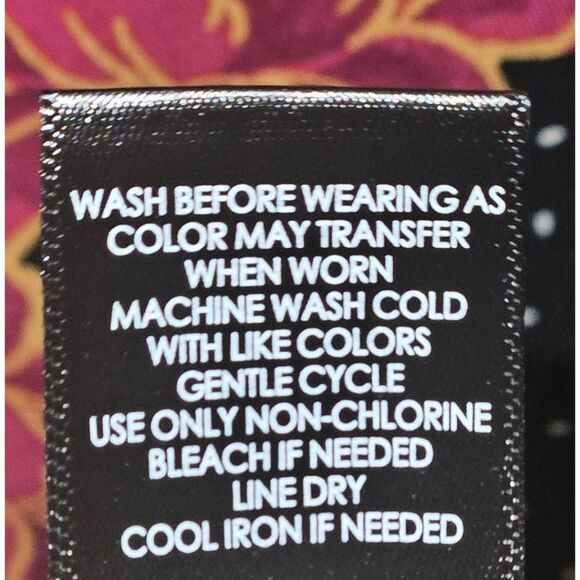 WASH BEFORE WEARING AS
COLOR MAY TRANSFER
WHEN WORN
MACHINE WASH COLD
WITH LIKE COLORS
GENTLE CYCLE
USE ONLY NON-CHLORINE
BLEACH IF NEEDED
LINE DRY
COOL IRON IF NEEDED